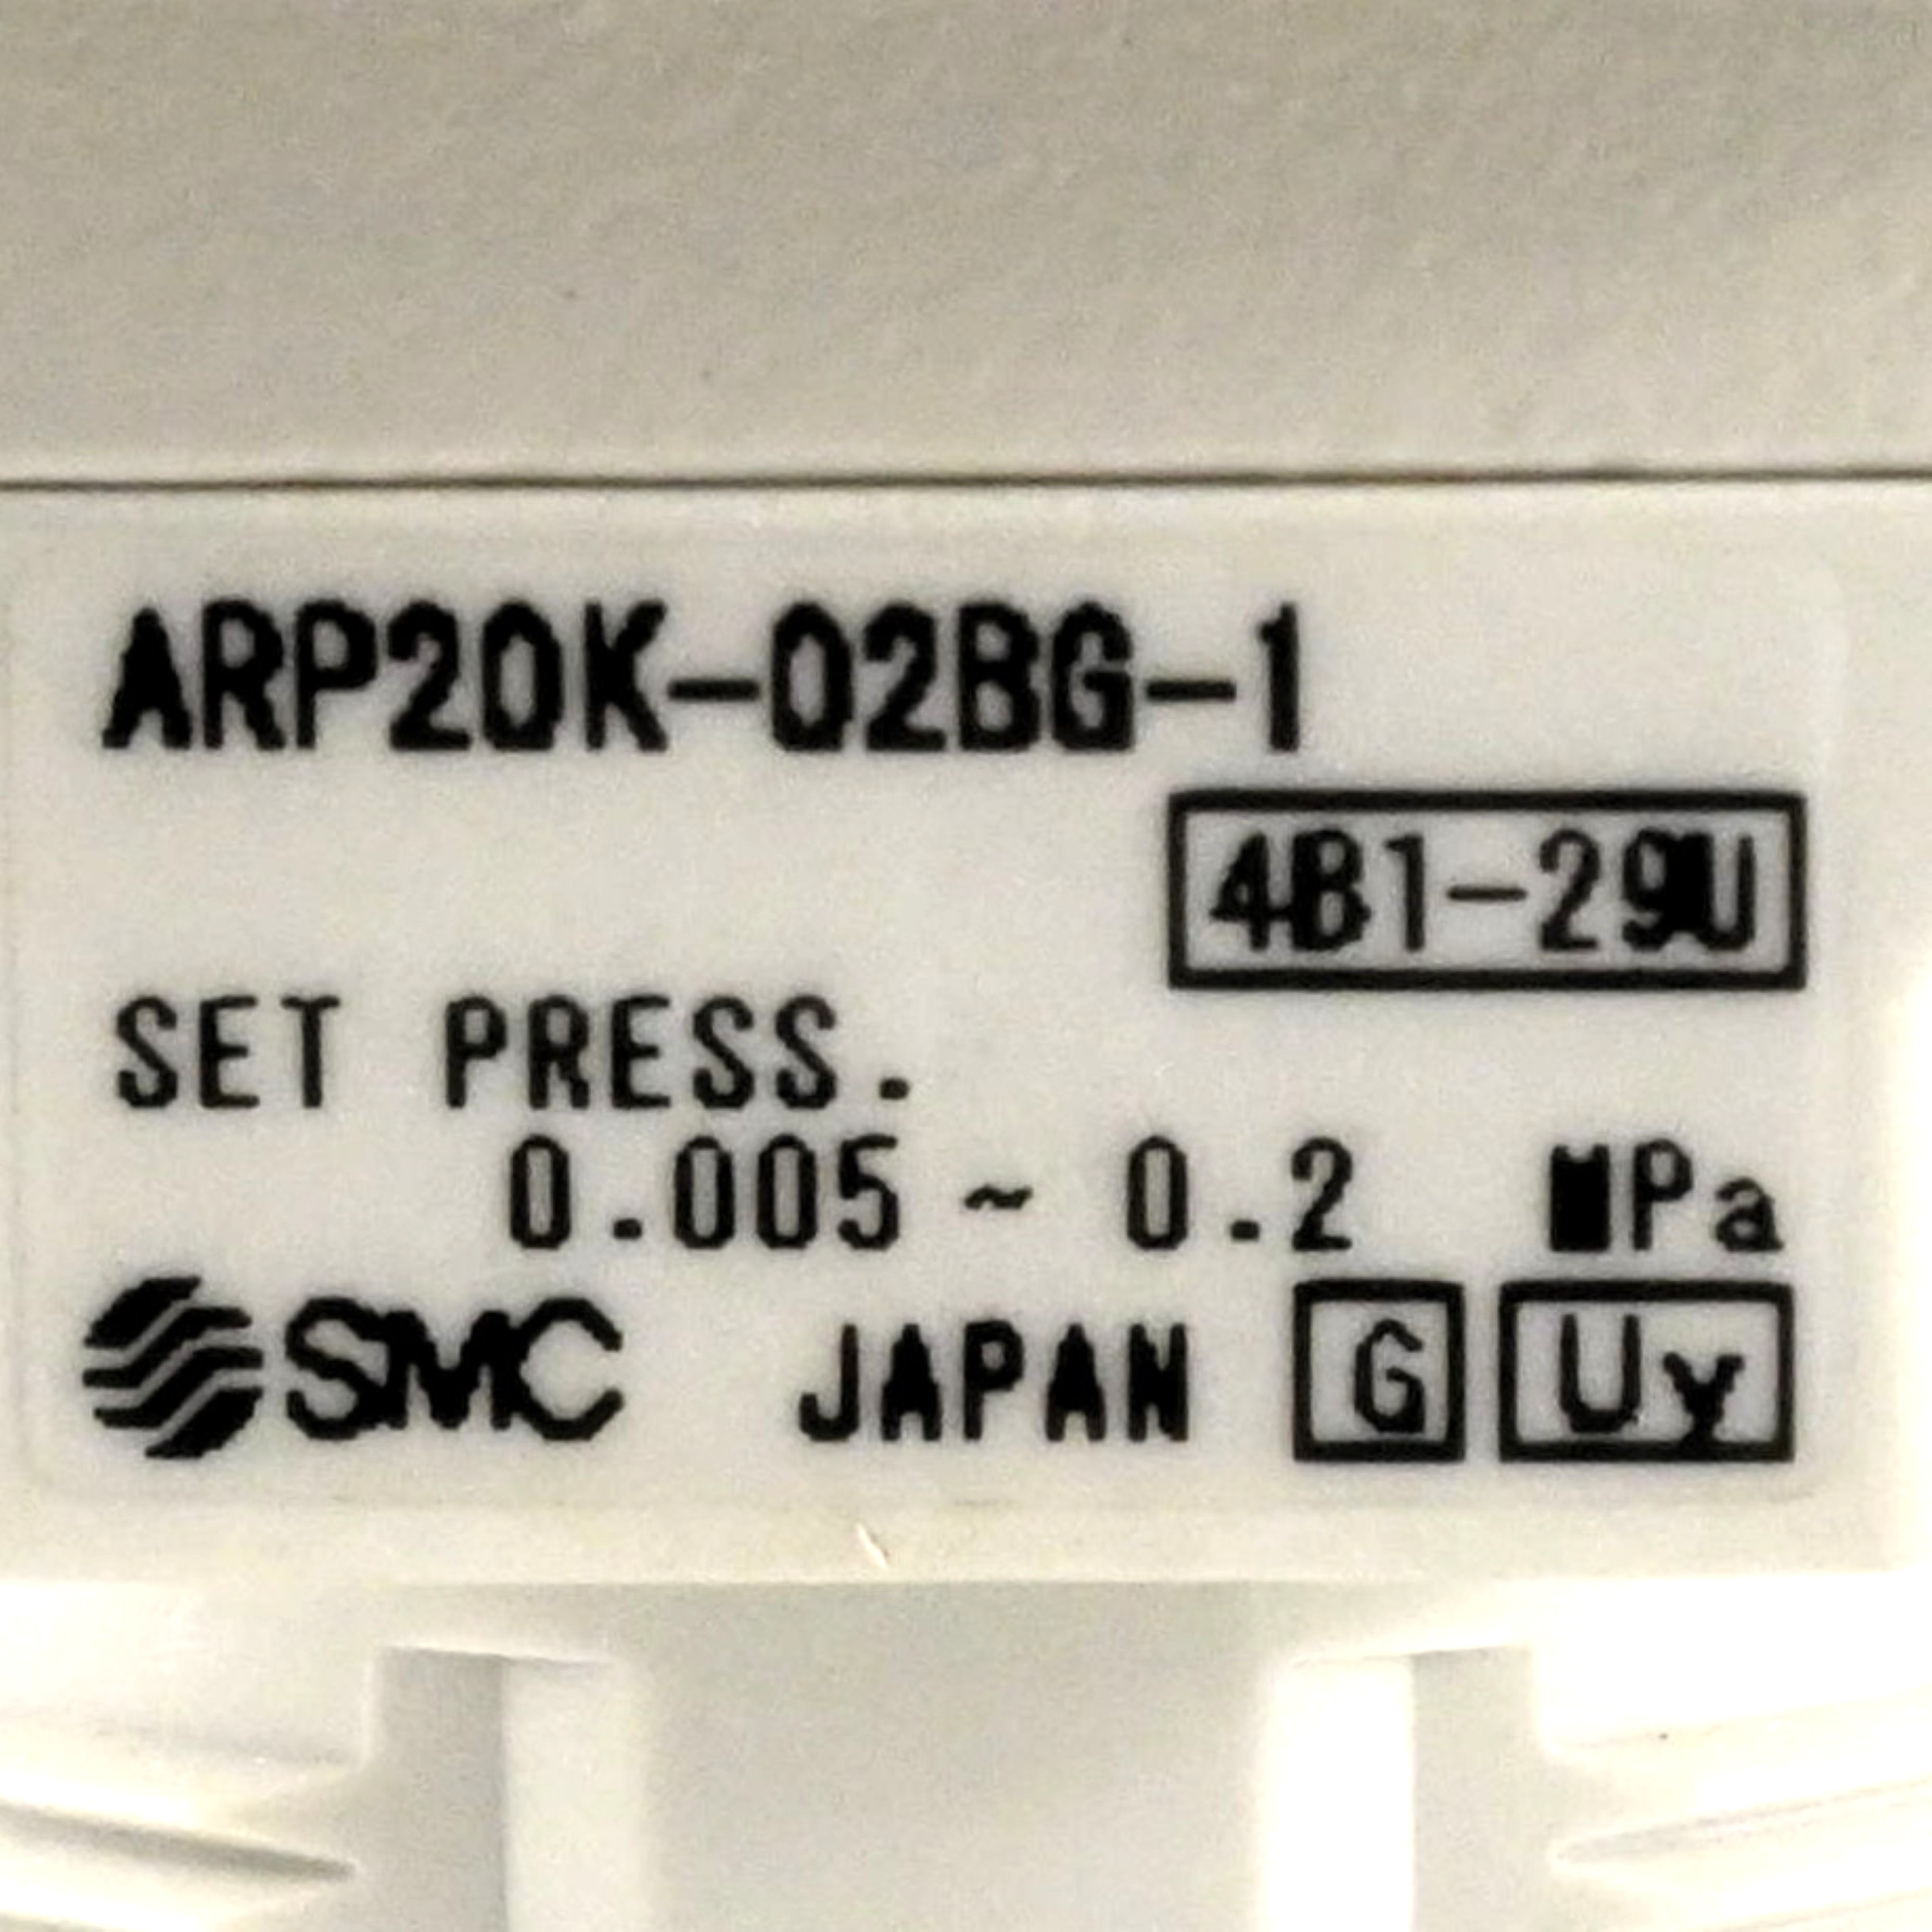 ARP20K-02BG-1
4B1-29U
SET PRESS.
0.005 ~ 0.2 MPa
SMC JAPAN G Uy